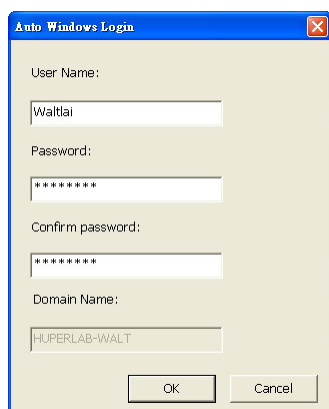 Auto Windows Login
User Name:
Waltlai
Password:
********
Confirm password:
********
Domain Name:
HUPERLAB-WALT
OK
Cancel